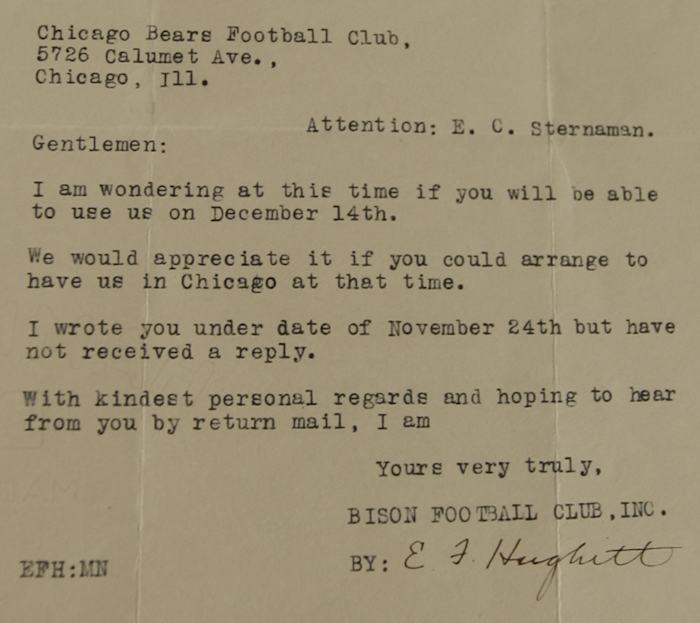 Chicago Bears Football Club,
5726 Calumet Ave.,
Chicago, Ill.
Attention: E. C. Sternaman.
Gentlemen:
I am wondering at this time if you will be able
to use us on December 14th.
We would appreciate it if you could arrange to
have us in Chicago at that time.
I wrote you under date of November 24th but have
not received a reply.
With kindest personal regards and hoping to hear
from you by return mail, I am
Yours very truly,
BISON FOOTBALL CLUB,INC.
BY: E F Hughitt
EFH:MN